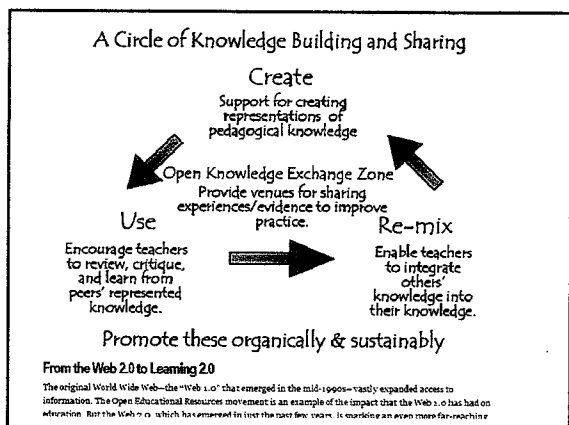 A Circle of Knowledge Building and Sharing
Create
Support for creating
representations of
pedagogical knowledge
Open Knowledge Exchange Zone
Provide venues for sharing
experiences/evidence to improve
practice.
Use
Encourage teachers
to review, critique,
and learn from
peers' represented
knowledge.
Re-mix
Enable teachers
to integrate
others'
knowledge into
their knowledge.
Promote these organically & sustainably
From the Web 2.0 to Learning 2.0
The original World Wide Web—the "Web 1.0" that emerged in the mid-1990s—vastly expanded access to
information. The Open Educational Resources movement is an example of the impact that the Web 1.0 has had on
education. But the Web 2.0, which has emerged in just the past few years, is sparking an even more far-reaching